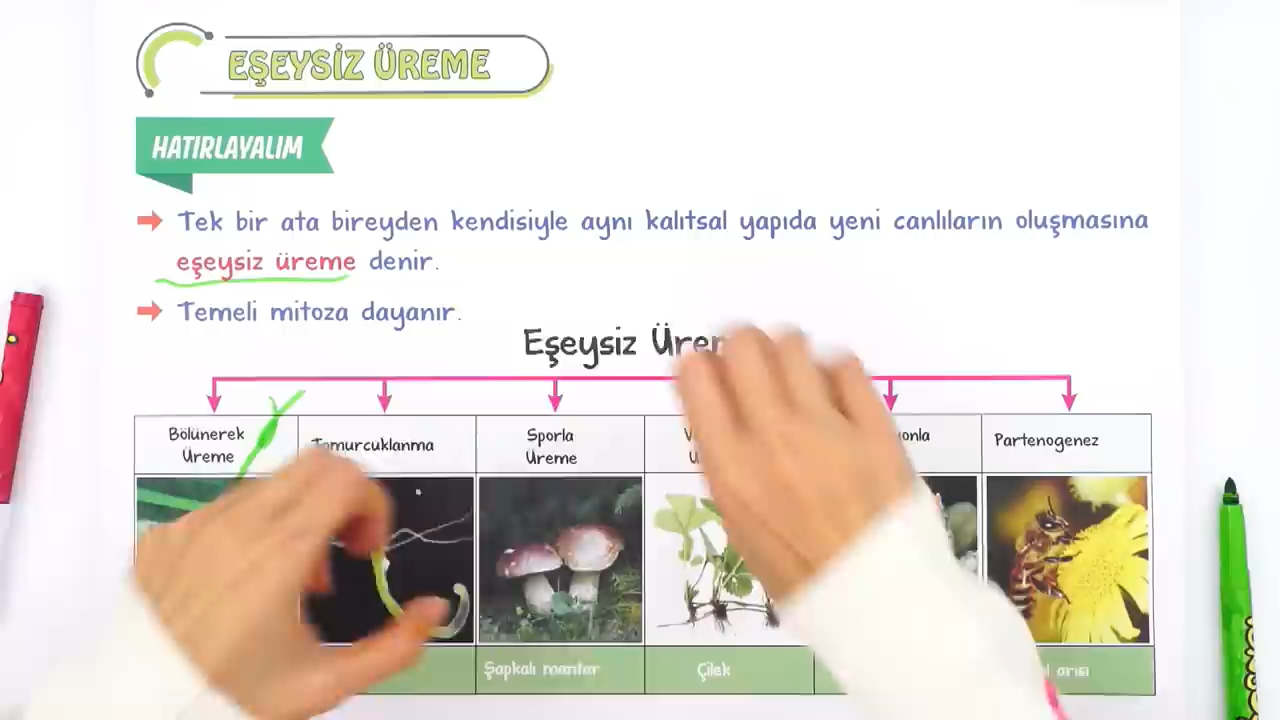 EŞEYSİZ ÜREME
HATIRLAYALIM
Tek bir ata bireyden kendisiyle aynı kalıtsal yapıda yeni canlıların oluşmasına
eşeysiz üreme denir.
Temeli mitoza dayanır.
Eşeysiz
Bölünerek
Üreme
Tomurcuklanma
Sporla
Üreme
Partenogenez
Şapkalı mantar
Çilek
arısı